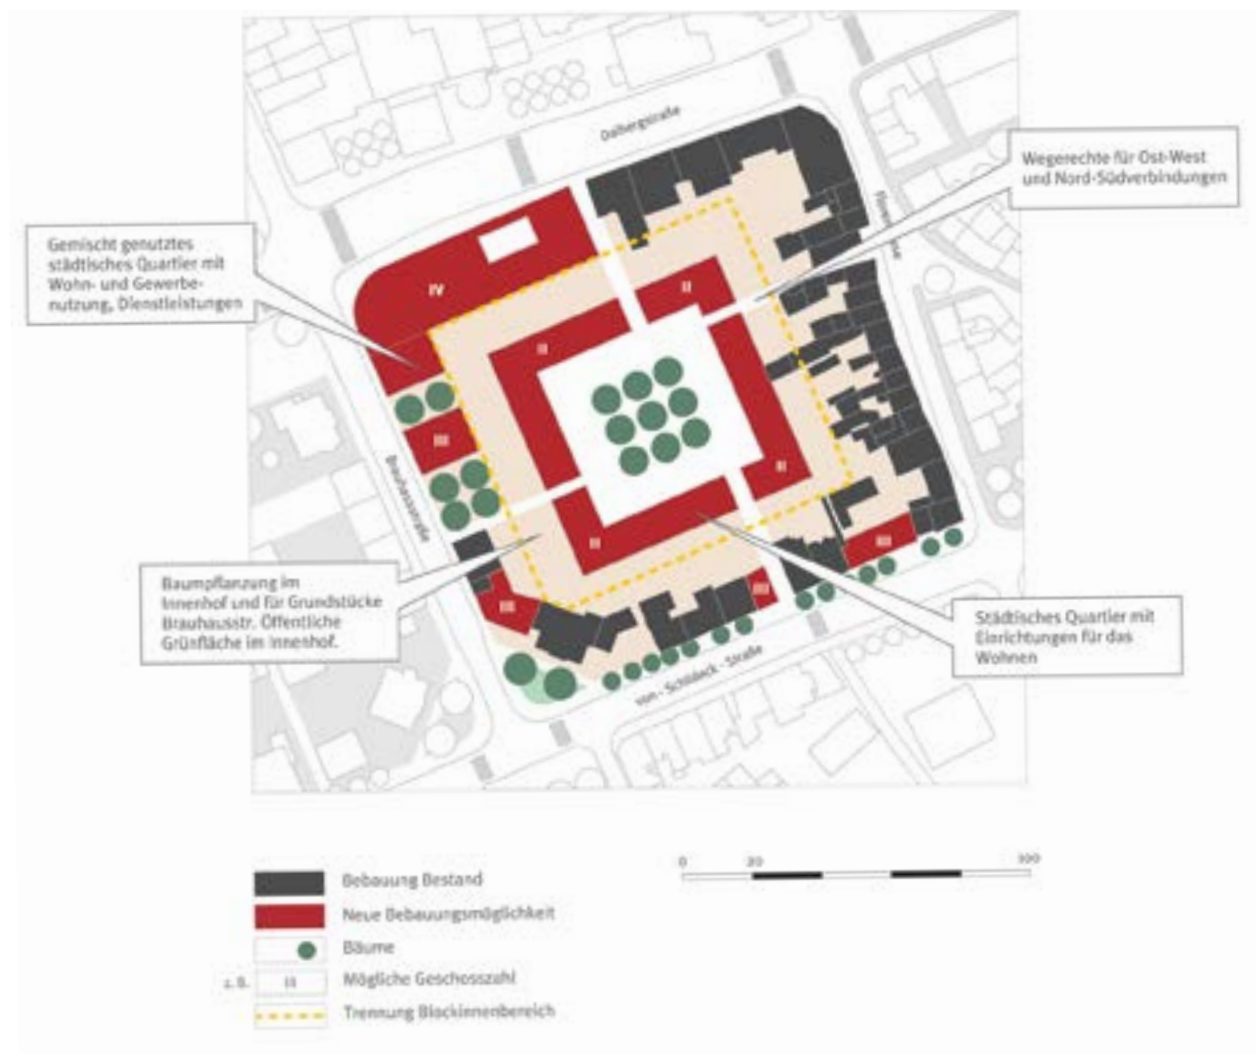 Dalbergstraße
Wegerechte für Ost-West
und Nord-Südverbindungen
Gemischt genutztes
städtisches Quartier mit
Wohn- und Gewerbe-
nutzung, Dienstleistungen
IV
II
II
III
Brauhausstraße
II
II
III
III
III
Baumpflanzung im
Innenhof und für Grundstücke
Brauhausstr. Öffentliche
Grünfläche im Innenhof.
Städtisches Quartier mit
Einrichtungen für das
Wohnen
von - Schildeck - Straße
0 20 100
Bebauung Bestand
Neue Bebauungsmöglichkeit
Bäume
z. B. III Mögliche Geschosszahl
Trennung Blockinnenbereich